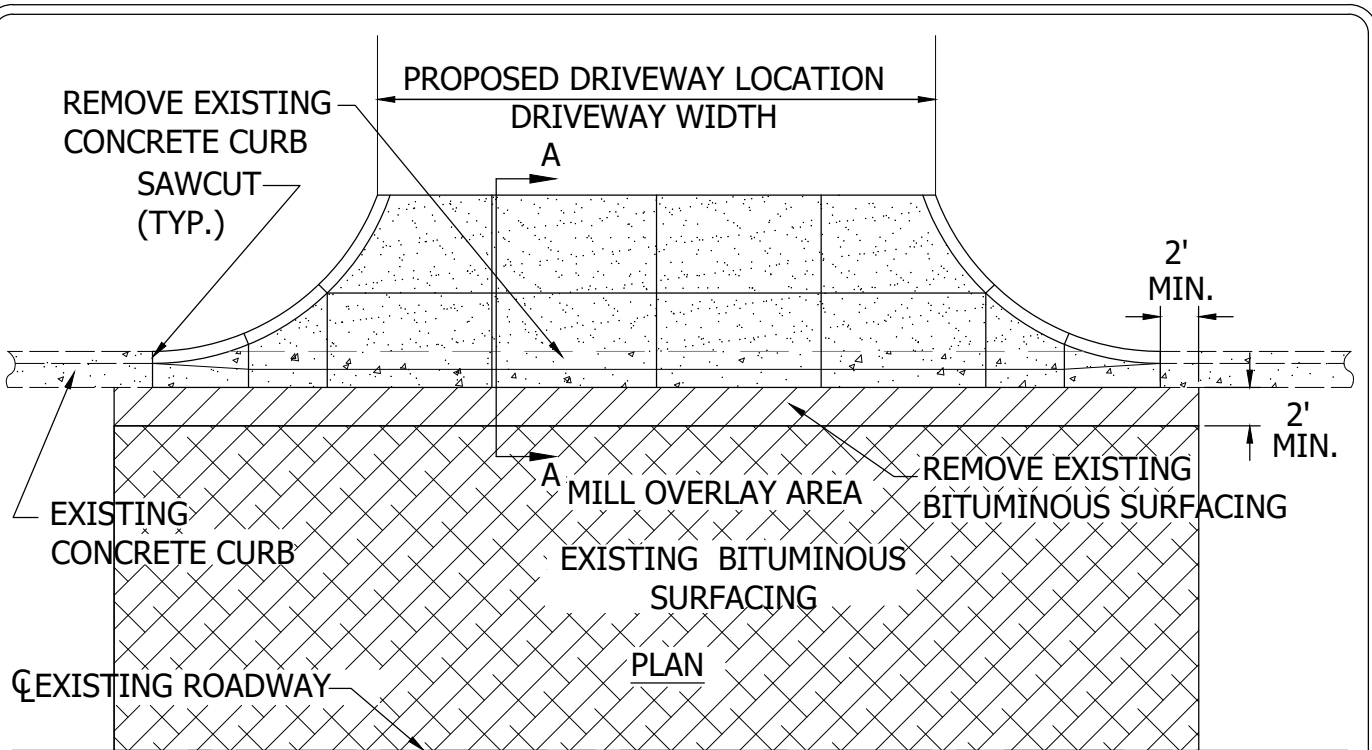 PROPOSED DRIVEWAY LOCATION
DRIVEWAY WIDTH
REMOVE EXISTING
CONCRETE CURB
A
SAWCUT
(TYP.)
2'
MIN.
2'
MIN.
A
MILL OVERLAY AREA
REMOVE EXISTING
BITUMINOUS SURFACING
EXISTING
CONCRETE CURB
EXISTING BITUMINOUS
SURFACING
PLAN
℄ EXISTING ROADWAY